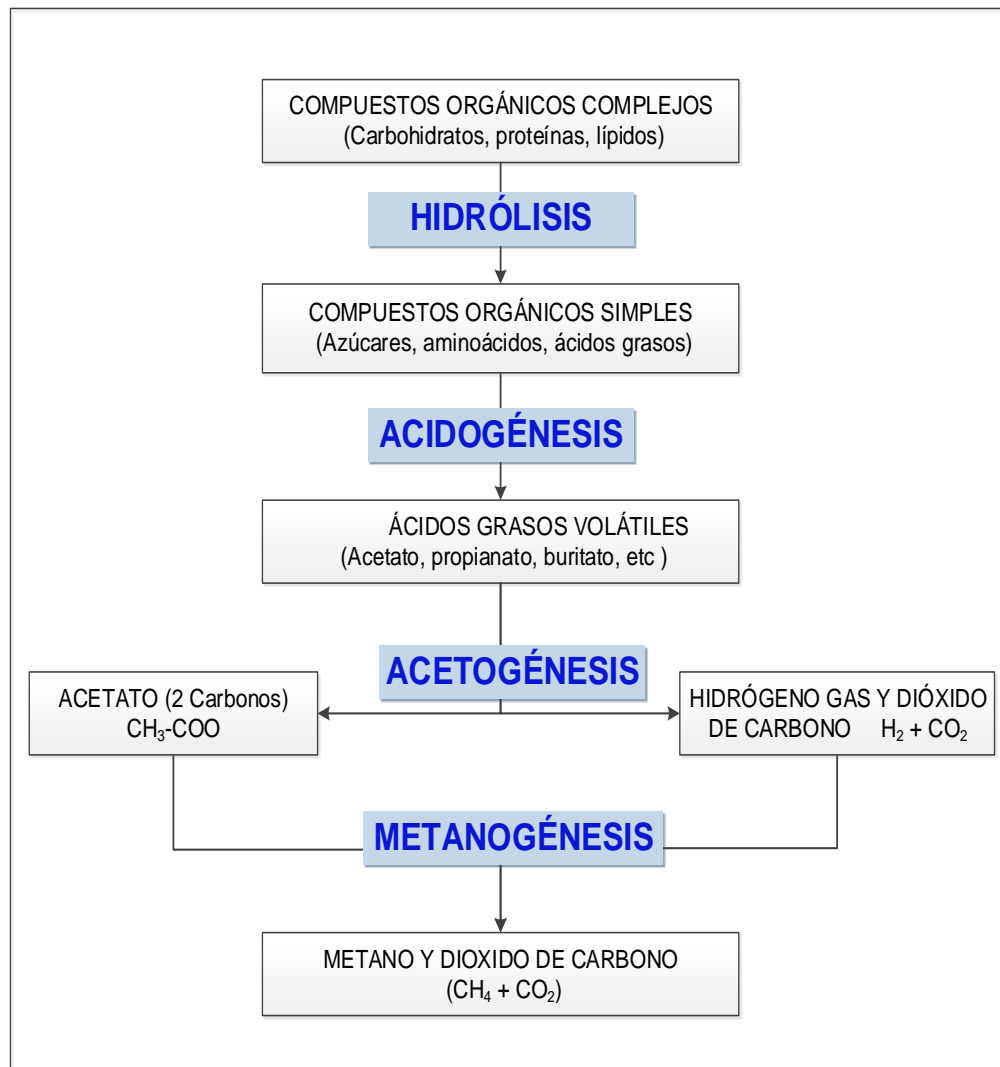 COMPUESTOS ORGÁNICOS COMPLEJOS
(Carbohidratos, proteínas, lípidos)
HIDRÓLISIS
COMPUESTOS ORGÁNICOS SIMPLES
(Azúcares, aminoácidos, ácidos grasos)
ACIDOGÉNESIS
ÁCIDOS GRASOS VOLÁTILES
(Acetato, propianato, buritato, etc )
ACETOGÉNESIS
ACETATO (2 Carbonos)
CH₃-COO
HIDRÓGENO GAS Y DIÓXIDO
DE CARBONO H₂ + CO₂
METANOGÉNESIS
METANO Y DIOXIDO DE CARBONO
(CH₄ + CO₂)